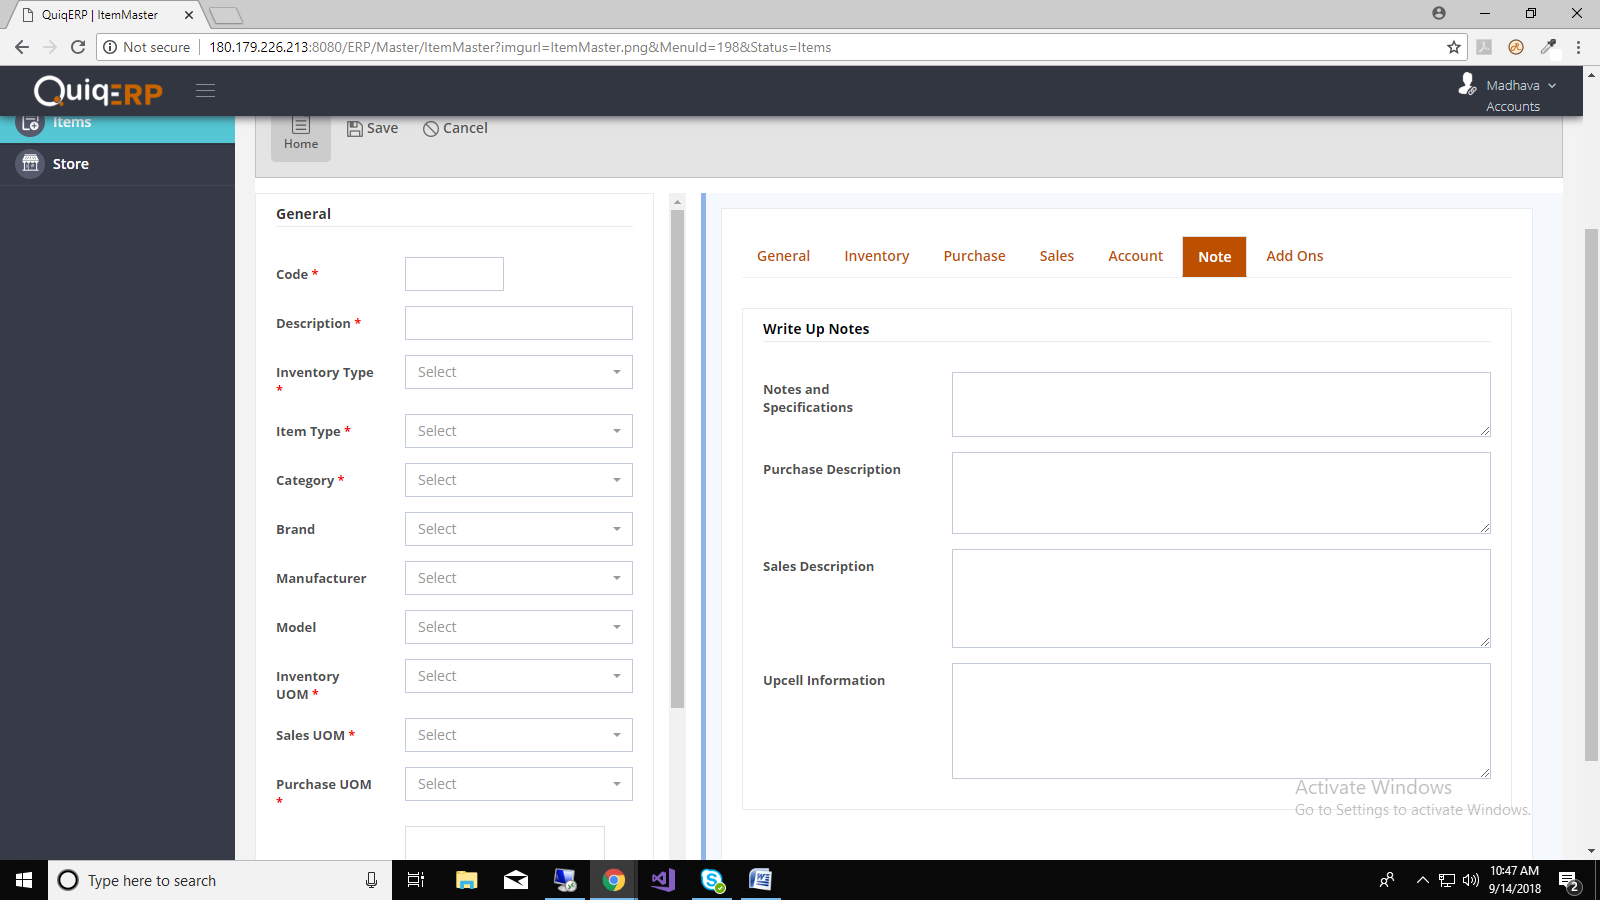 QuiqERP | ItemMaster
Not secure
180.179.226.213:8080/ERP/Master/ItemMaster?imgurl=ItemMaster.png&MenuId=198&Status=Items
QuiqERP
Madhava
Accounts
Items
Store
Home
Save
Cancel
General
Code *
Description *
Inventory Type
*
Select
Item Type *
Select
Category *
Select
Brand
Select
Manufacturer
Select
Model
Select
Inventory
UOM *
Select
Sales UOM *
Select
Purchase UOM
*
Select
General
Inventory
Purchase
Sales
Account
Note
Add Ons
Write Up Notes
Notes and
Specifications
Purchase Description
Sales Description
Upcell Information
Activate Windows
Go to Settings to activate Windows.
Type here to search
10:47 AM
9/14/2018
2